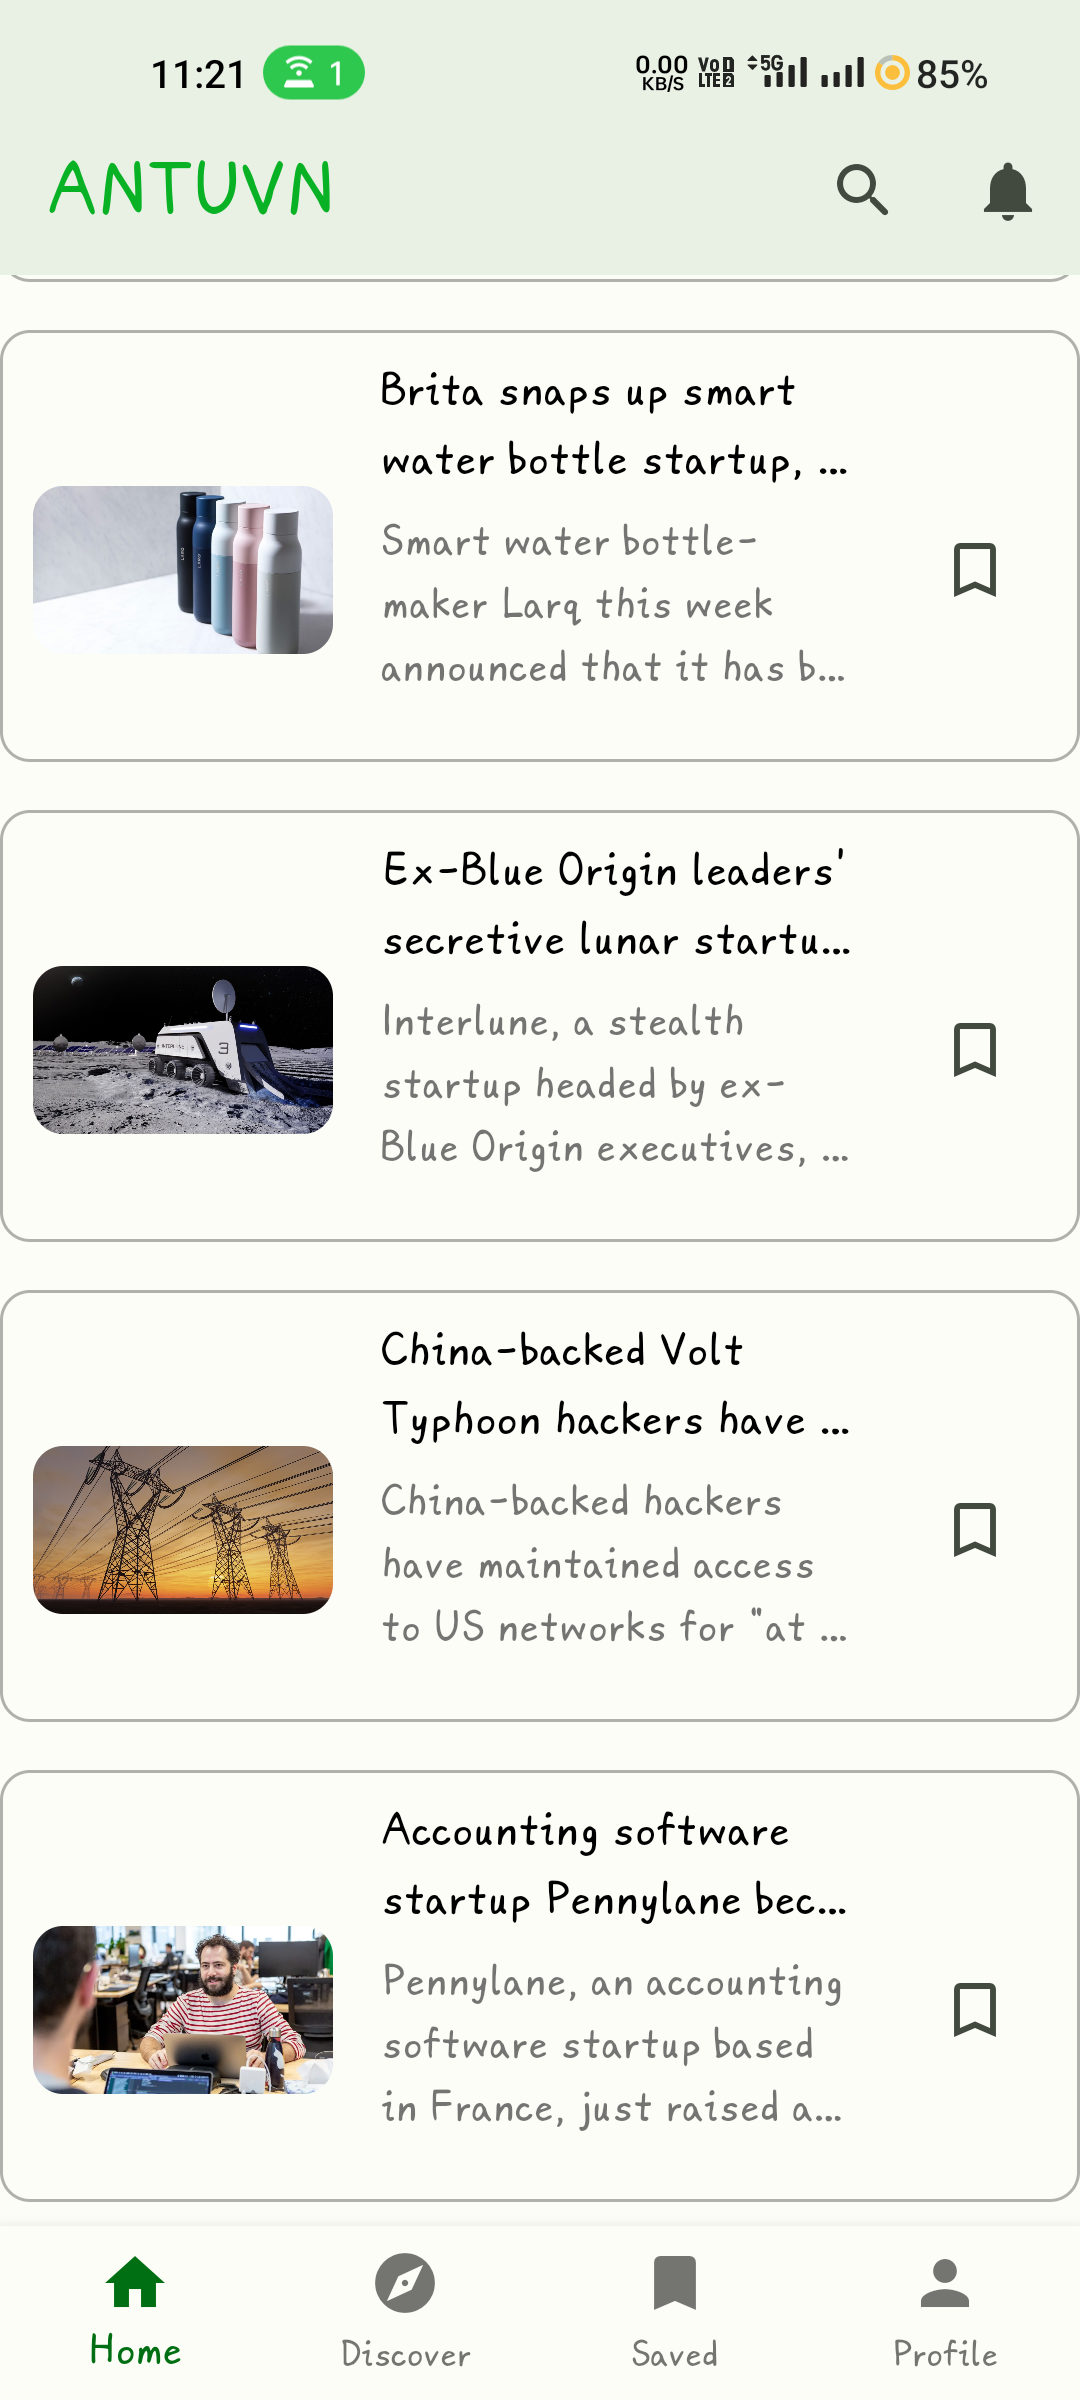 11:21 1 0.00 KB/S VoD LTE 2 5G 85%
ANTUVN
Brita snaps up smart
water bottle startup, ...
Smart water bottle-
maker Larq this week
announced that it has b...
Ex-Blue Origin leaders'
secretive lunar startu...
Interlune, a stealth
startup headed by ex-
Blue Origin executives, ...
3
China-backed Volt
Typhoon hackers have ...
China-backed hackers
have maintained access
to US networks for "at ...
Accounting software
startup Pennylane bec...
Pennylane, an accounting
software startup based
in France, just raised a...
Home Discover Saved Profile